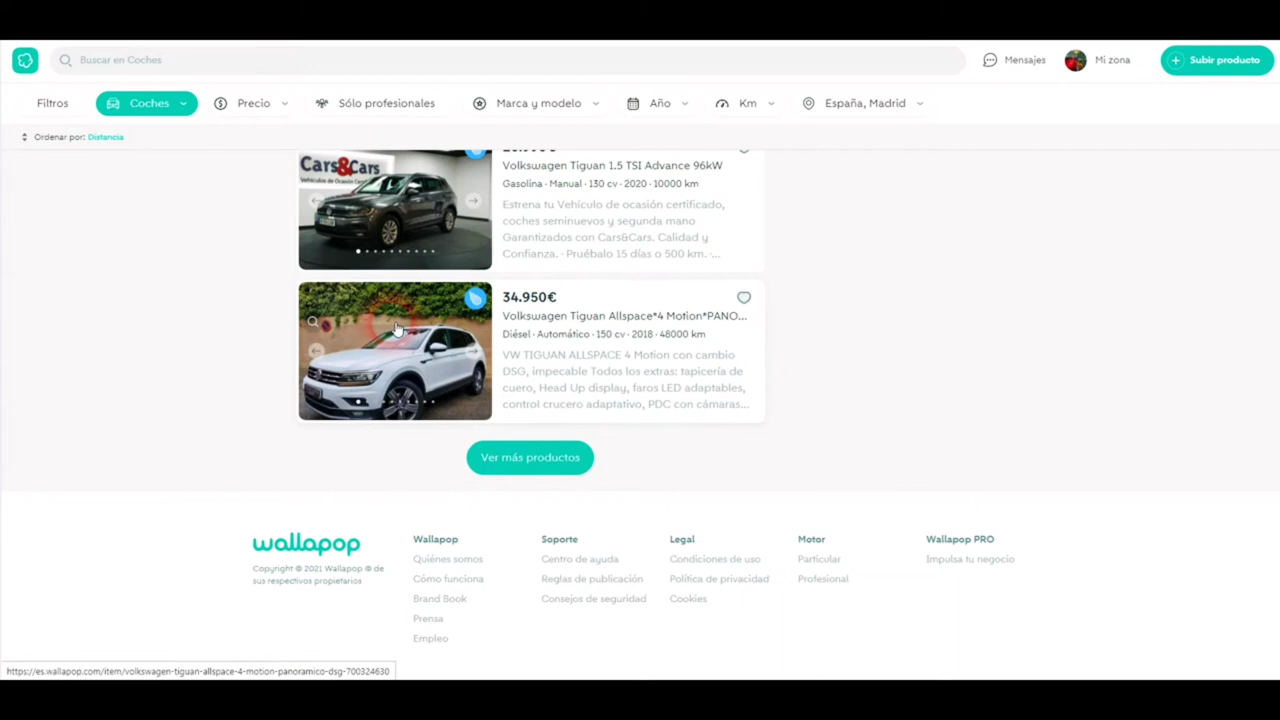 Buscar en Coches
Mensajes
Mi zona
Subir producto
Filtros
Coches
Precio
Sólo profesionales
Marca y modelo
Año
Km
España, Madrid
Ordenar por: Distancia
Cars&Cars
Vehículos de Ocasión
Volkswagen Tiguan 1.5 TSI Advance 96kW
Gasolina · Manual · 130 cv · 2020 · 10000 km
Estrena tu Vehículo de ocasión certificado,
coches seminuevos y segunda mano
Garantizados con Cars&Cars. Calidad y
Confianza. · Pruébalo 15 días o 500 km. ·...
34.950€
Volkswagen Tiguan Allspace*4 Motion*PANO...
Diésel · Automático · 150 cv · 2018 · 48000 km
VW TIGUAN ALLSPACE 4 Motion con cambio
DSG, impecable Todos los extras: tapicería de
cuero, Head Up display, faros LED adaptables,
control crucero adaptativo, PDC con cámaras...
Ver más productos
wallapop
Copyright © 2021 Wallapop © de
sus respectivos propietarios
Wallapop
Quiénes somos
Cómo funciona
Brand Book
Prensa
Empleo
Soporte
Centro de ayuda
Reglas de publicación
Consejos de seguridad
Legal
Condiciones de uso
Política de privacidad
Cookies
Motor
Particular
Profesional
Wallapop PRO
Impulsa tu negocio
https://es.wallapop.com/item/volkswagen-tiguan-allspace-4-motion-panoramico-dsg-700324630